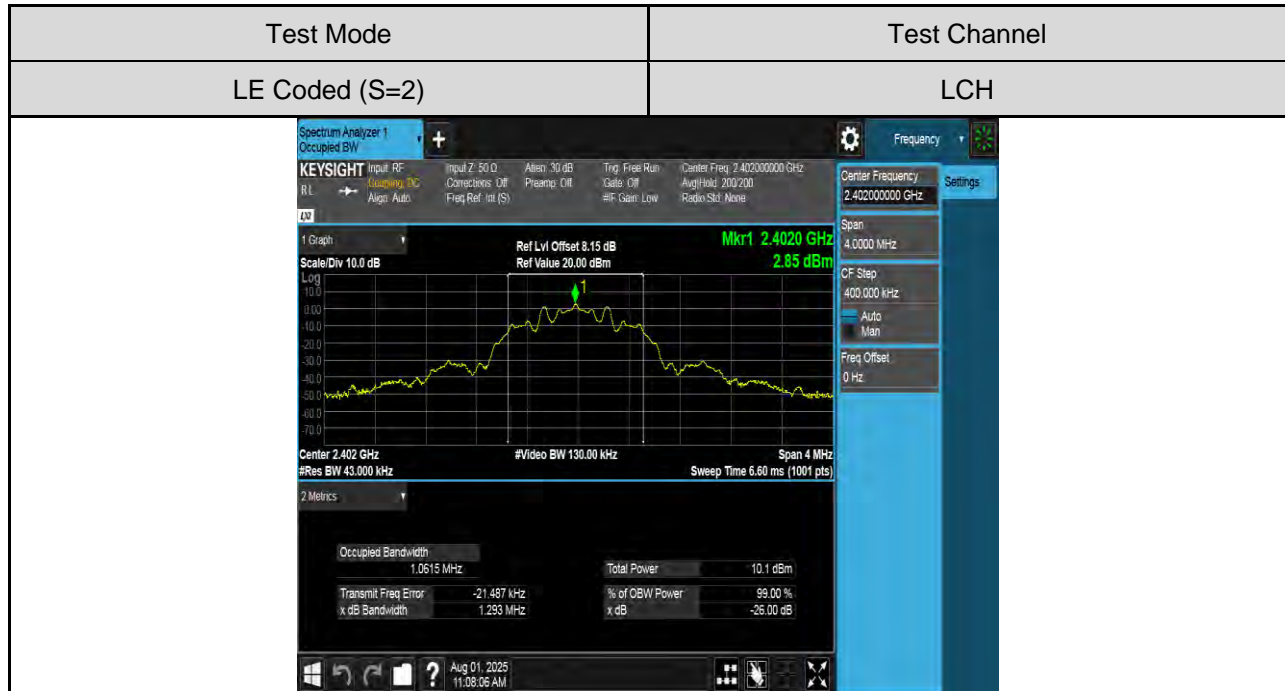 Test Mode
Test Channel
LE Coded (S=2)
LCH
Spectrum Analyzer 1
Occupied BW
Frequency
KEYSIGHT
Input: RF
Coupling: DC
Align: Auto
Input Z: 50 Ω
Corrections: Off
Freq Ref: Int (S)
Atten: 30 dB
Preamp: Off
Trig: Free Run
Gate: Off
#IF Gain: Low
Center Freq: 2.402000000 GHz
Avg|Hold: 200/200
Radio Std: None
R L
LXI
Center Frequency
2.402000000 GHz
Settings
Span
4.0000 MHz
CF Step
400.000 kHz
Auto
Man
Freq Offset
0 Hz
1 Graph
Scale/Div 10.0 dB
Ref Lvl Offset 8.15 dB
Ref Value 20.00 dBm
Mkr1 2.4020 GHz
2.85 dBm
Log
10.0
0.00
-10.0
-20.0
-30.0
-40.0
-50.0
-60.0
-70.0
1
Center 2.402 GHz
#Video BW 130.00 kHz
Span 4 MHz
#Res BW 43.000 kHz
Sweep Time 6.60 ms (1001 pts)
2 Metrics
Occupied Bandwidth
1.0615 MHz
Total Power 10.1 dBm
Transmit Freq Error -21.487 kHz
% of OBW Power 99.00 %
x dB Bandwidth 1.293 MHz
x dB -26.00 dB
?
Aug 01, 2025
11:08:06 AM